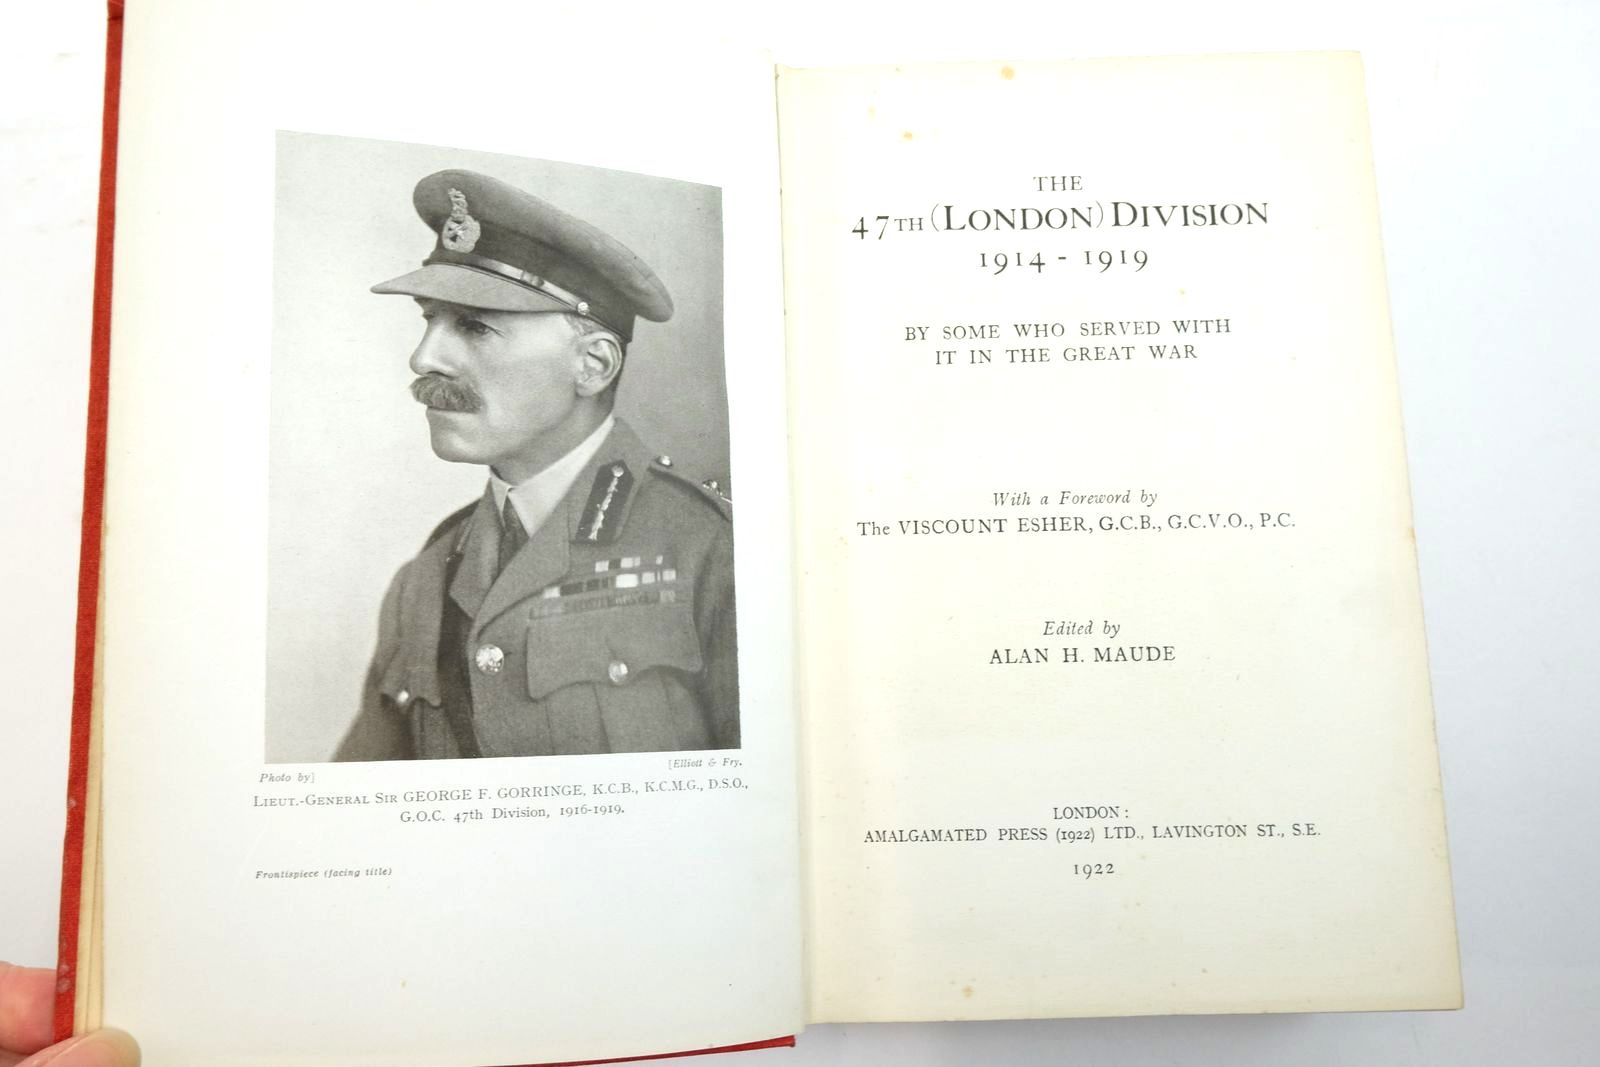 Photo by]
[Elliott & Fry.
Lieut.-General Sir GEORGE F. GORRINGE, K.C.B., K.C.M.G., D.S.O.,
G.O.C. 47th Division, 1916-1919.
Frontispiece (facing title)
THE
47TH (LONDON) DIVISION
1914 - 1919
BY SOME WHO SERVED WITH
IT IN THE GREAT WAR
With a Foreword by
The VISCOUNT ESHER, G.C.B., G.C.V.O., P.C.
Edited by
ALAN H. MAUDE
LONDON:
AMALGAMATED PRESS (1922) LTD., LAVINGTON ST., S.E.
1922